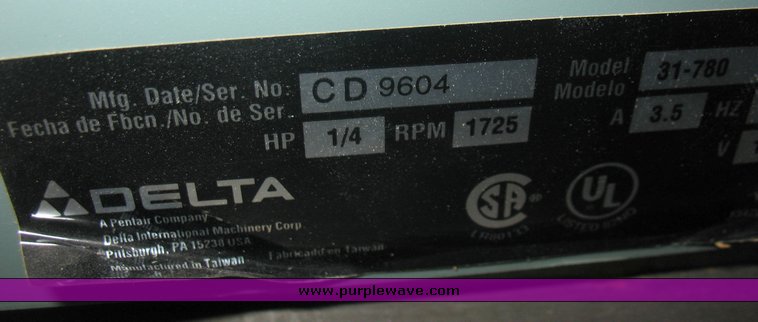 Mfg. Date/Ser. No. CD 9604
Fecha de Fbcn./No. de Ser.
Model 31-780
Modelo
HP 1/4 RPM 1725 A 3.5 HZ
V
DELTA
A Pentair Company
Delta International Machinery Corp.
Pittsburgh, PA 15238 USA
Manufactured in Taiwan Fabricado en Taiwan
SA
UL
www.purplewave.com